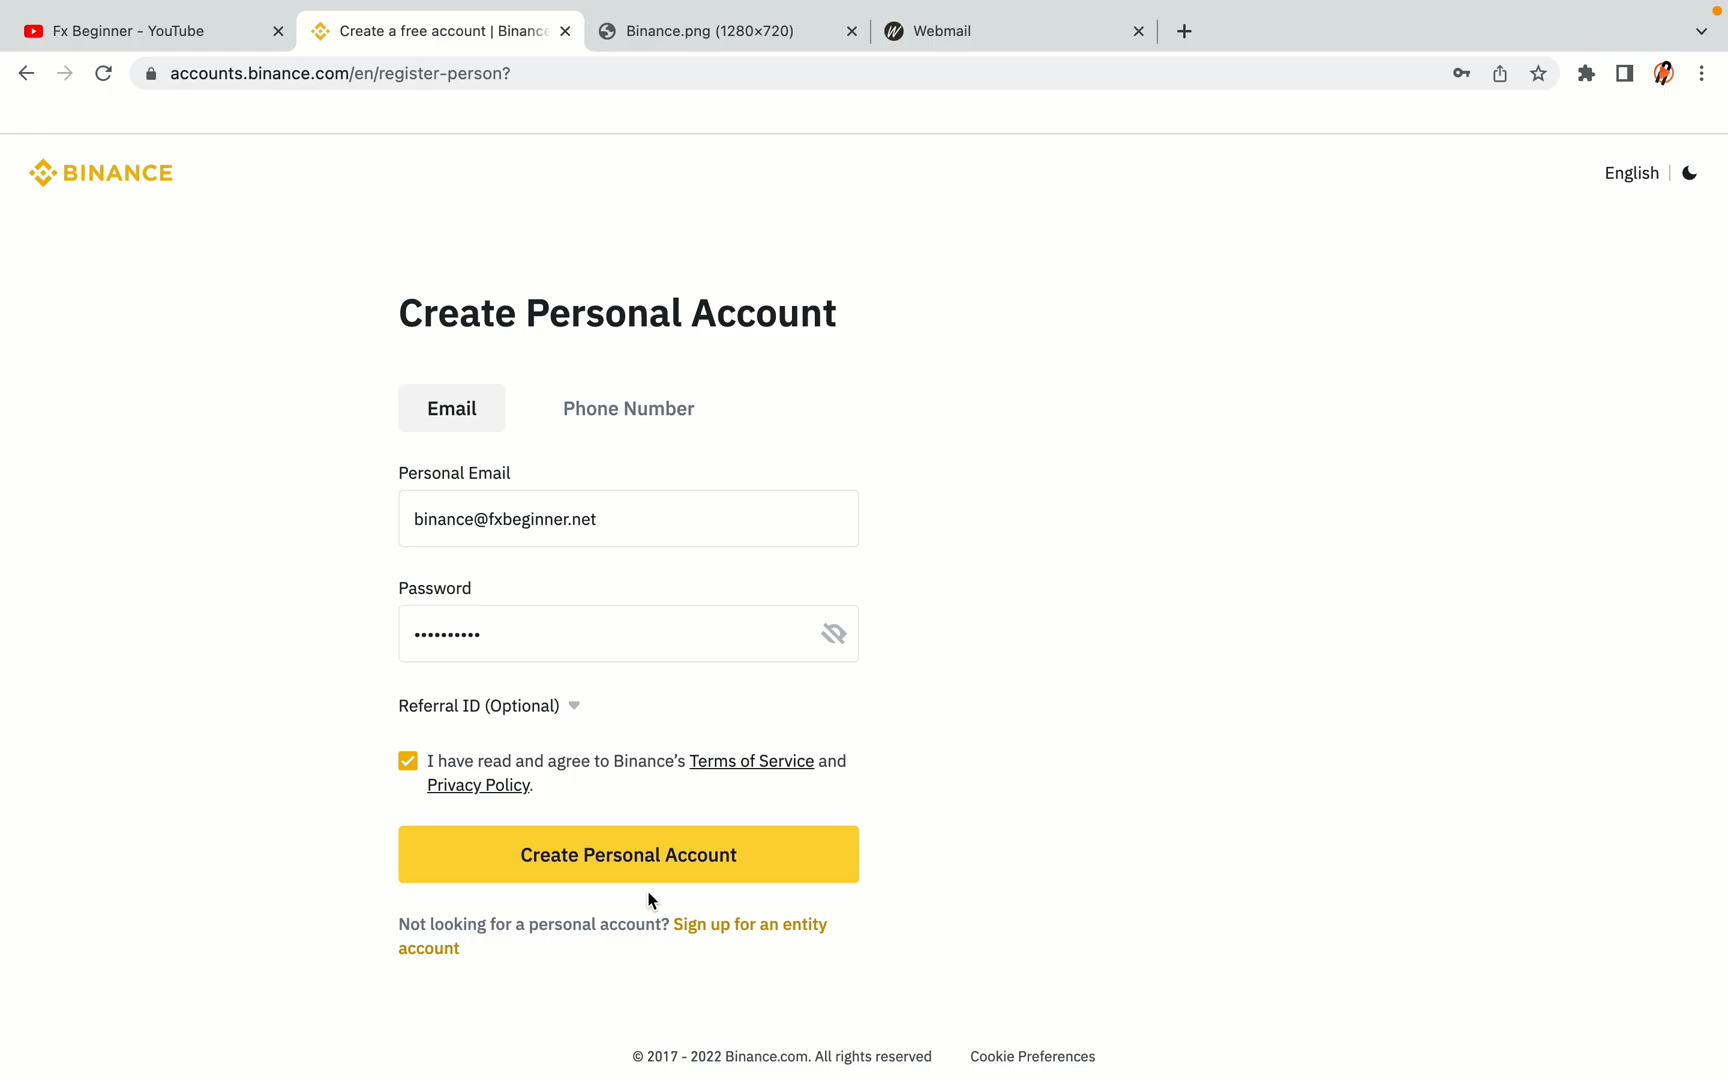 Fx Beginner - YouTube
Create a free account | Binance
Binance.png (1280×720)
Webmail
accounts.binance.com/en/register-person?
BINANCE
English
Create Personal Account
Email
Phone Number
Personal Email
binance@fxbeginner.net
Password
••••••••••
Referral ID (Optional)
I have read and agree to Binance’s Terms of Service and
Privacy Policy.
Create Personal Account
Not looking for a personal account? Sign up for an entity
account
© 2017 - 2022 Binance.com. All rights reserved
Cookie Preferences